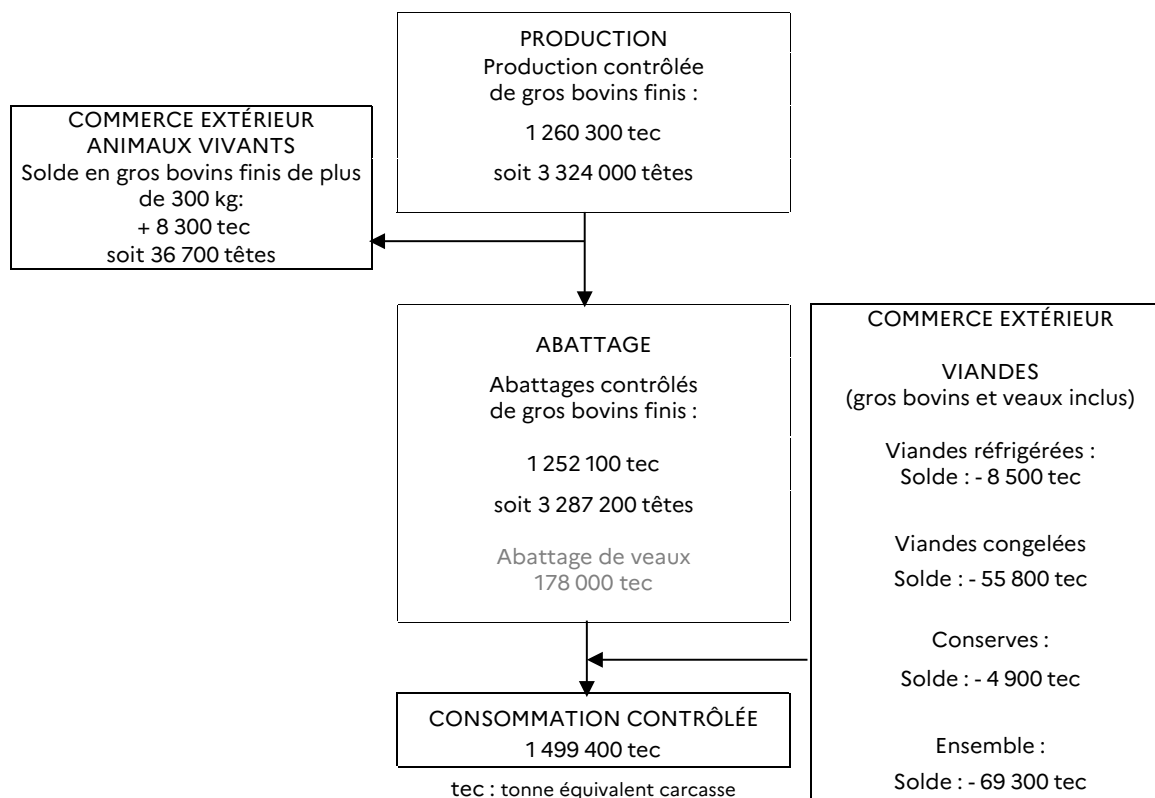 PRODUCTION
Production contrôlée
de gros bovins finis :
1 260 300 tec
soit 3 324 000 têtes
COMMERCE EXTÉRIEUR
ANIMAUX VIVANTS
Solde en gros bovins finis de plus
de 300 kg:
+ 8 300 tec
soit 36 700 têtes
ABATTAGE
Abattages contrôlés
de gros bovins finis :
1 252 100 tec
soit 3 287 200 têtes
Abattage de veaux
178 000 tec
COMMERCE EXTÉRIEUR
VIANDES
(gros bovins et veaux inclus)
Viandes réfrigérées :
Solde : - 8 500 tec
Viandes congelées
Solde : - 55 800 tec
Conserves :
Solde : - 4 900 tec
Ensemble :
Solde : - 69 300 tec
CONSOMMATION CONTRÔLÉE
1 499 400 tec
tec : tonne équivalent carcasse